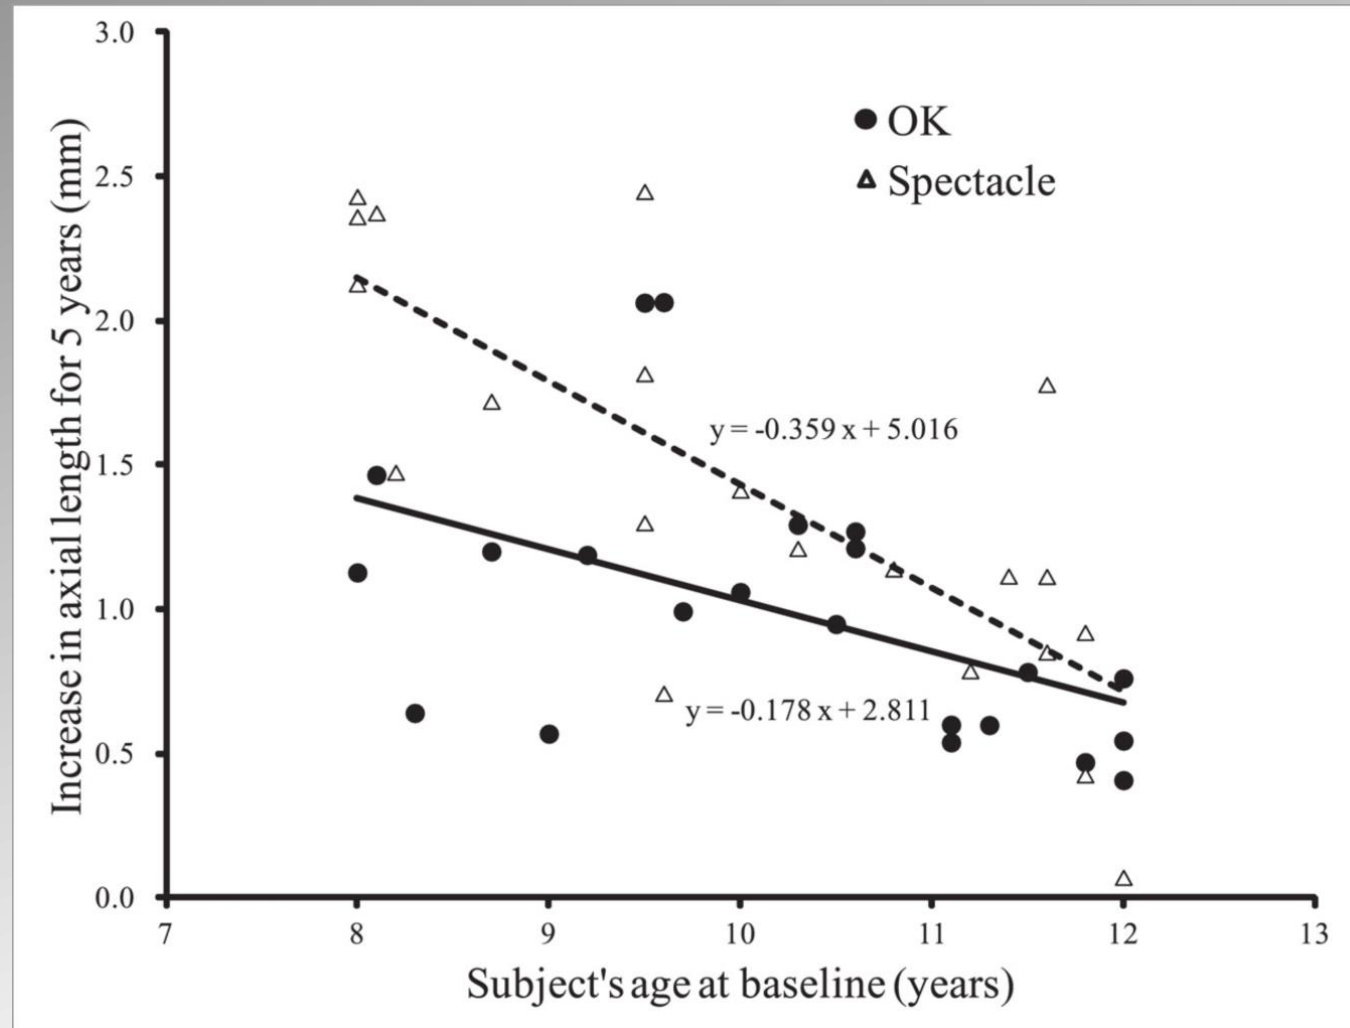 Increase in axial length for 5 years (mm)
3.0
2.5
2.0
1.5
1.0
0.5
0.0
OK
Spectacle
y = -0.359 x + 5.016
y = -0.178 x + 2.811
7 8 9 10 11 12 13
Subject's age at baseline (years)